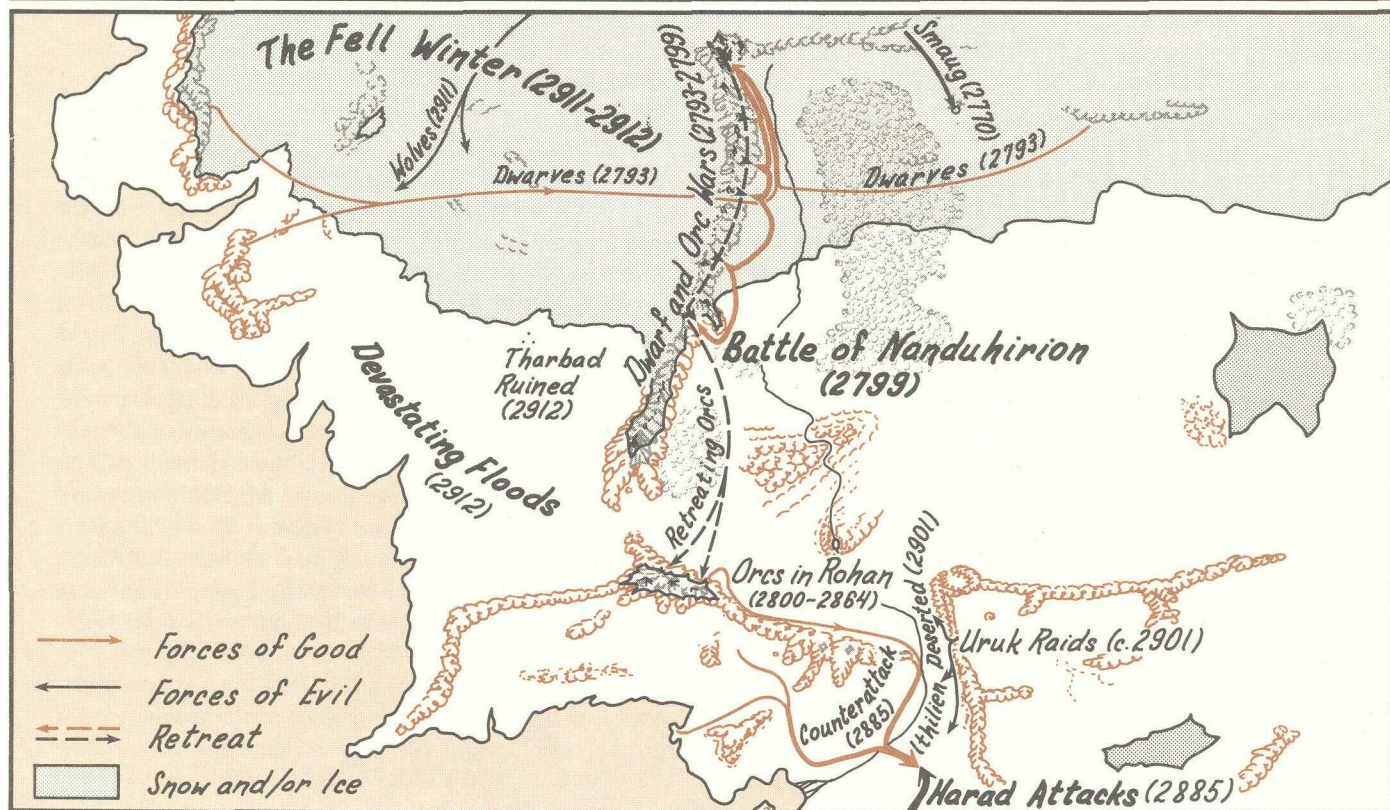 The Fell Winter (2911-2912)
Wolves (2911)
Dwarves (2793)
Dwarf and Orc Wars (2793-2799)
Smaug (2770)
Dwarves (2793)
Battle of Nanduhirion
(2799)
Tharbad
Ruined
(2912)
Devastating Floods
(2912)
Retreating Orcs
Orcs in Rohan
(2800-2864)
Ithilien Deserted (2901)
Uruk Raids (c.2901)
Counterattack
(2885)
Harad Attacks (2885)
Forces of Good
Forces of Evil
Retreat
Snow and/or Ice